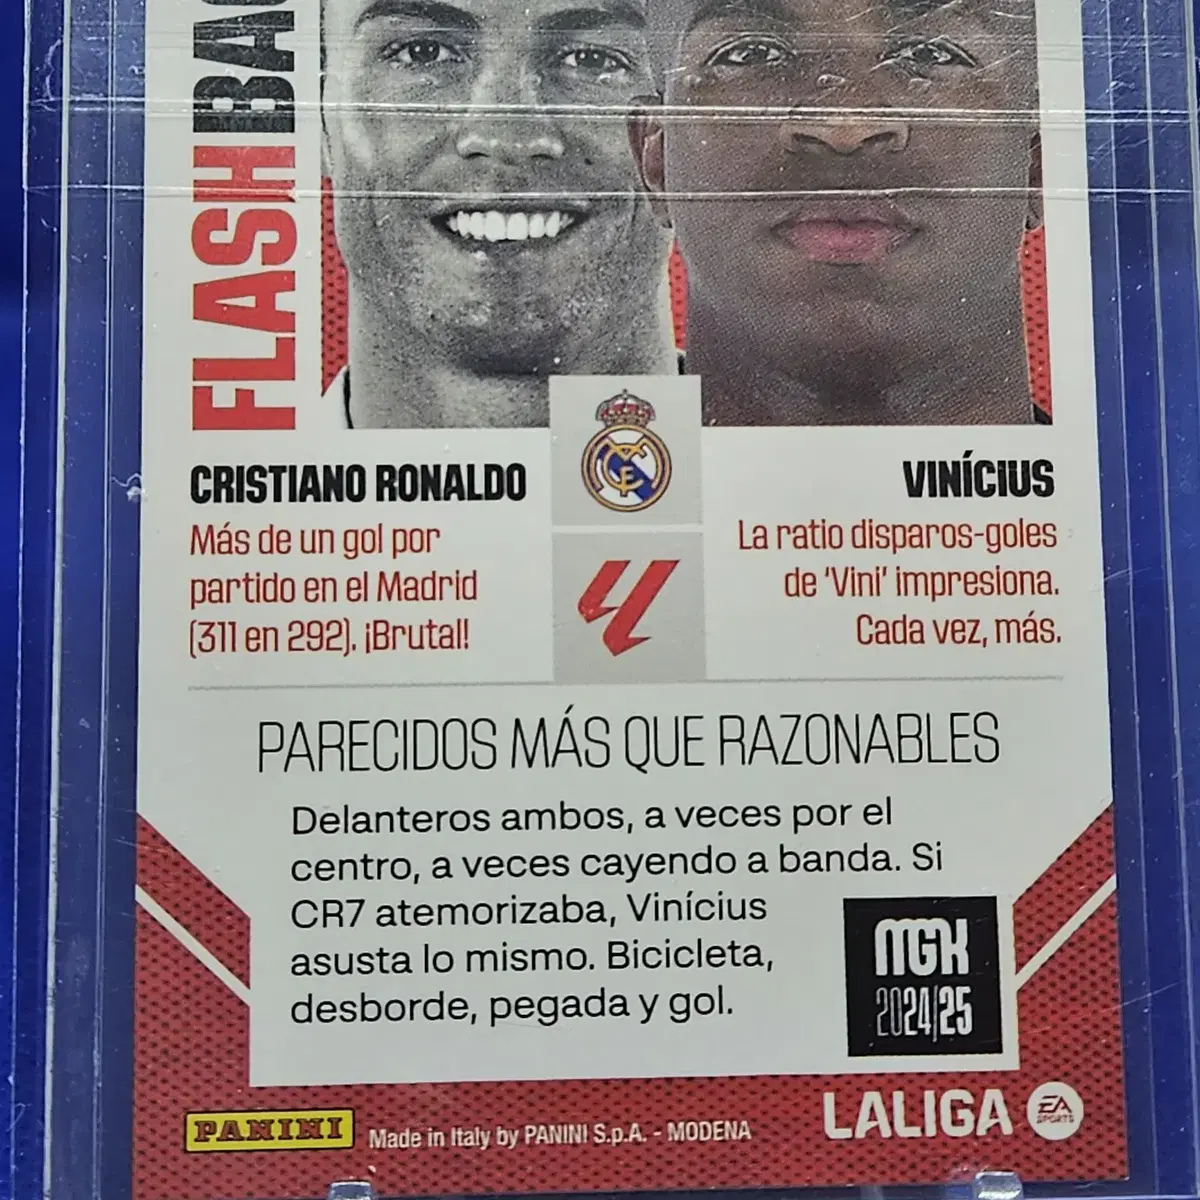 FLASHBAC
CRISTIANO RONALDO
Más de un gol por
partido en el Madrid
(311 en 292). ¡Brutal!
VINÍCIUS
La ratio disparos-goles
de 'Vini' impresiona.
Cada vez, más.
PARECIDOS MÁS QUE RAZONABLES
Delanteros ambos, a veces por el
centro, a veces cayendo a banda. Si
CR7 atemorizaba, Vinícius
asusta lo mismo. Bicicleta,
desborde, pegada y gol.
MGK
2024/25
PANINI
Made in Italy by PANINI S.p.A. - MODENA
LALIGA
EA
SPORTS